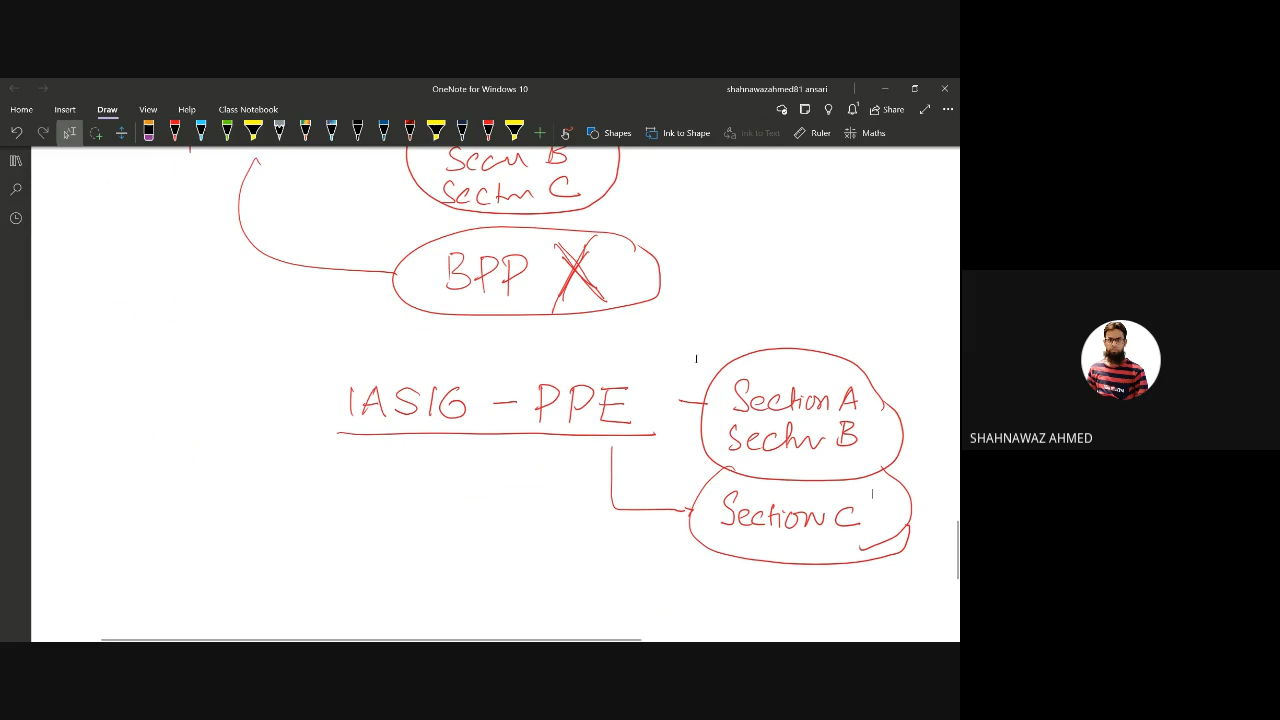 OneNote for Windows 10
shahnawazahmed81 ansari
Home Insert Draw View Help Class Notebook
Share
Shapes Ink to Shape Ink to Text Ruler Maths
Sectn B
Sectn C
BPP X
IAS16 - PPE
Section A
Sectn B
Section C
SHAHNAWAZ AHMED